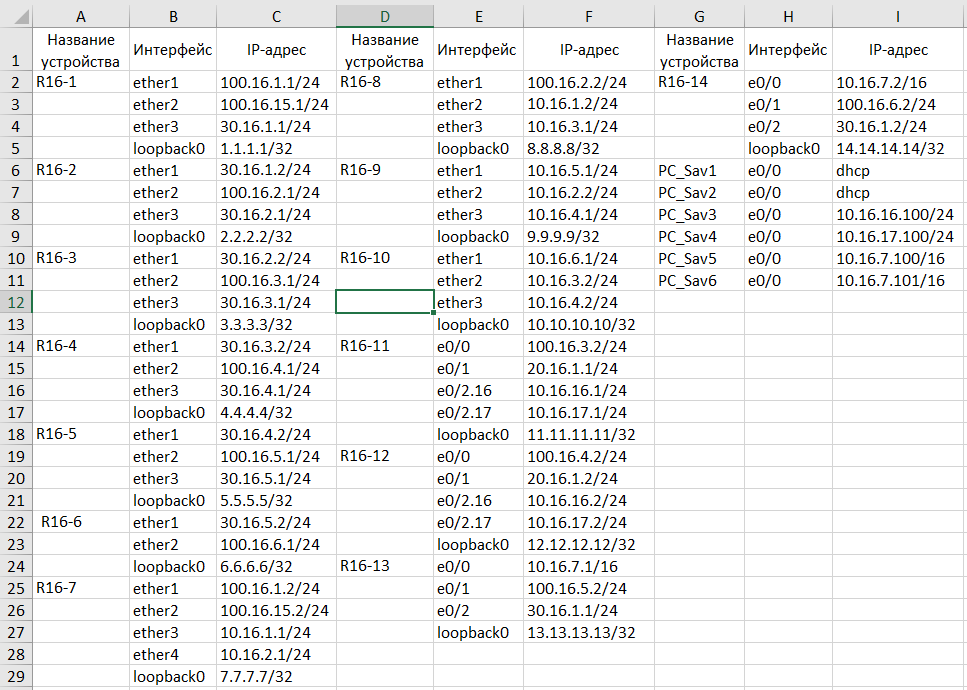 A B C D E F G H I
1 Название устройства Интерфейс IP-адрес Название устройства Интерфейс IP-адрес Название устройства Интерфейс IP-адрес
2 R16-1 ether1 100.16.1.1/24 R16-8 ether1 100.16.2.2/24 R16-14 e0/0 10.16.7.2/16
3 ether2 100.16.15.1/24 ether2 10.16.1.2/24 e0/1 100.16.6.2/24
4 ether3 30.16.1.1/24 ether3 10.16.3.1/24 e0/2 30.16.1.2/24
5 loopback0 1.1.1.1/32 loopback0 8.8.8.8/32 loopback0 14.14.14.14/32
6 R16-2 ether1 30.16.1.2/24 R16-9 ether1 10.16.5.1/24 PC_Sav1 e0/0 dhcp
7 ether2 100.16.2.1/24 ether2 10.16.2.2/24 PC_Sav2 e0/0 dhcp
8 ether3 30.16.2.1/24 ether3 10.16.4.1/24 PC_Sav3 e0/0 10.16.16.100/24
9 loopback0 2.2.2.2/32 loopback0 9.9.9.9/32 PC_Sav4 e0/0 10.16.17.100/24
10 R16-3 ether1 30.16.2.2/24 R16-10 ether1 10.16.6.1/24 PC_Sav5 e0/0 10.16.7.100/16
11 ether2 100.16.3.1/24 ether2 10.16.3.2/24 PC_Sav6 e0/0 10.16.7.101/16
12 ether3 30.16.3.1/24 ether3 10.16.4.2/24
13 loopback0 3.3.3.3/32 loopback0 10.10.10.10/32
14 R16-4 ether1 30.16.3.2/24 R16-11 e0/0 100.16.3.2/24
15 ether2 100.16.4.1/24 e0/1 20.16.1.1/24
16 ether3 30.16.4.1/24 e0/2.16 10.16.16.1/24
17 loopback0 4.4.4.4/32 e0/2.17 10.16.17.1/24
18 R16-5 ether1 30.16.4.2/24 loopback0 11.11.11.11/32
19 ether2 100.16.5.1/24 R16-12 e0/0 100.16.4.2/24
20 ether3 30.16.5.1/24 e0/1 20.16.1.2/24
21 loopback0 5.5.5.5/32 e0/2.16 10.16.16.2/24
22 R16-6 ether1 30.16.5.2/24 e0/2.17 10.16.17.2/24
23 ether2 100.16.6.1/24 loopback0 12.12.12.12/32
24 loopback0 6.6.6.6/32 R16-13 e0/0 10.16.7.1/16
25 R16-7 ether1 100.16.1.2/24 e0/1 100.16.5.2/24
26 ether2 100.16.15.2/24 e0/2 30.16.1.1/24
27 ether3 10.16.1.1/24 loopback0 13.13.13.13/32
28 ether4 10.16.2.1/24
29 loopback0 7.7.7.7/32